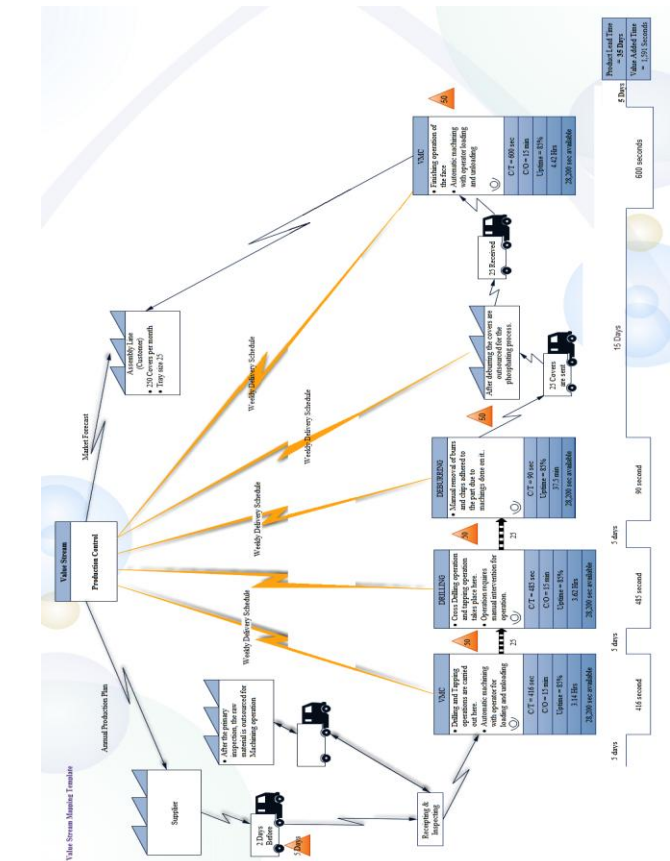 Value Stream Mapping Template
Value Stream
Production Control
Annual Production Plan
Market Forecast
Supplier
Assembly Line
(Customer)
• 250 Covers per month
• Tray size 25
2 Days
Before
5 Days
• After the primary
inspection, the raw
material is outsourced for
Machining operation
Receipting &
Inspecting
Weekly Delivery Schedule
Weekly Delivery Schedule
Weekly Delivery Schedule
Weekly Delivery Schedule
VMC
• Drilling and Tapping
operations are carried
out here.
• Automatic machining
with operator for
loading and unloading
C/T = 416 sec
C/O = 15 min
Uptime = 85%
3.14 Hrs
28,200 sec available
25
DRILLING
• Cross Drilling operation
and tapping operation
takes place here.
• Operation requires
manual intervention for
operation.
C/T = 485 sec
C/O = 15 min
Uptime = 85%
3.62 Hrs
28,200 sec available
25
DEBURRING
• Manual removal of burrs
and chips adhered to
the part due to
machings done on it.
C/T = 90 sec
Uptime = 85%
37.5 min
28,200 sec available
50
After deburring the covers are
outsourced for the
phosphating process.
25 Covers
are sent
25 Received
VMC
• Finishing operation of
the face
• Automatic machining
with operator loading
and unloading
C/T = 600 sec
C/O = 15 min
Uptime = 85%
4.42 Hrs
28,200 sec available
50
5 days
416 second
5 days
485 second
5 days
90 second
15 Days
600 seconds
5 Days
Product Lead Time
= 35 Days
Value Added Time
= 1,591 Seconds